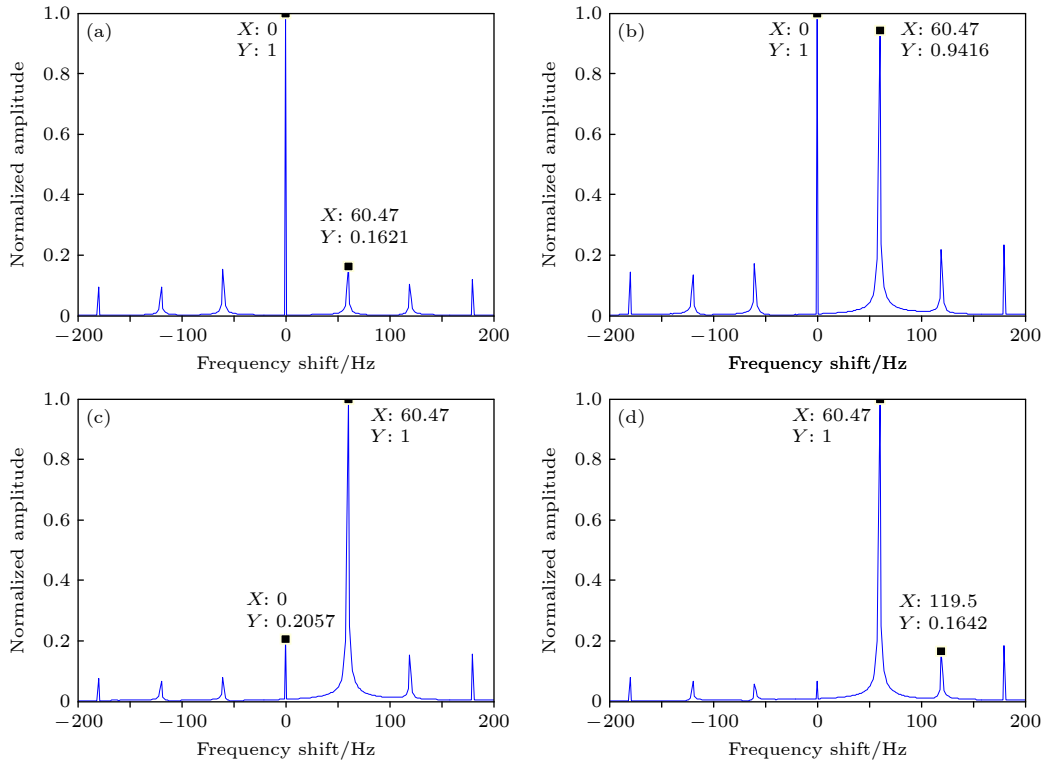 (a)
X: 0
Y: 1
X: 60.47
Y: 0.1621
1.0
0.8
0.6
0.4
0.2
0
−200
−100
0
100
200
Normalized amplitude
Frequency shift/Hz
(b)
X: 0
Y: 1
X: 60.47
Y: 0.9416
1.0
0.8
0.6
0.4
0.2
0
−200
−100
0
100
200
Normalized amplitude
Frequency shift/Hz
(c)
X: 60.47
Y: 1
X: 0
Y: 0.2057
1.0
0.8
0.6
0.4
0.2
0
−200
−100
0
100
200
Normalized amplitude
Frequency shift/Hz
(d)
X: 60.47
Y: 1
X: 119.5
Y: 0.1642
1.0
0.8
0.6
0.4
0.2
0
−200
−100
0
100
200
Normalized amplitude
Frequency shift/Hz